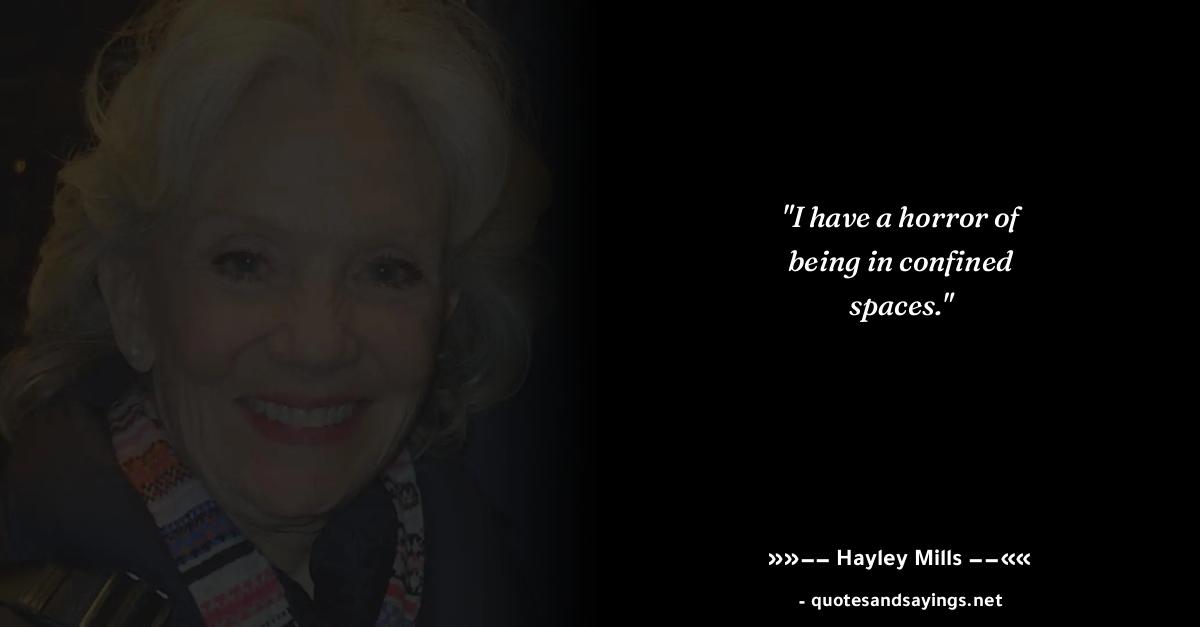 "I have a horror of
being in confined
spaces."
»»−− Hayley Mills −−««
- quotesandsayings.net